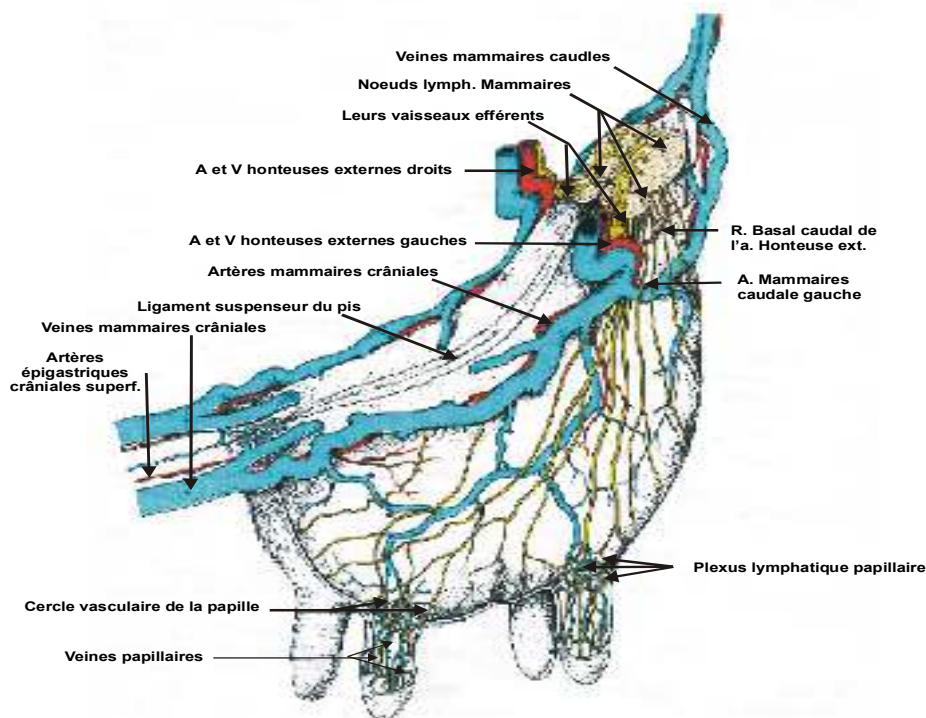 Veines mammaires caudles
Noeuds lymph. Mammaires
Leurs vaisseaux efférents
A et V honteuses externes droits
A et V honteuses externes gauches
R. Basal caudal de
l'a. Honteuse ext.
Artères mammaires crâniales
A. Mammaires
caudale gauche
Ligament suspenseur du pis
Veines mammaires crâniales
Artères
épigastriques
crâniales superf.
Plexus lymphatique papillaire
Cercle vasculaire de la papille
Veines papillaires